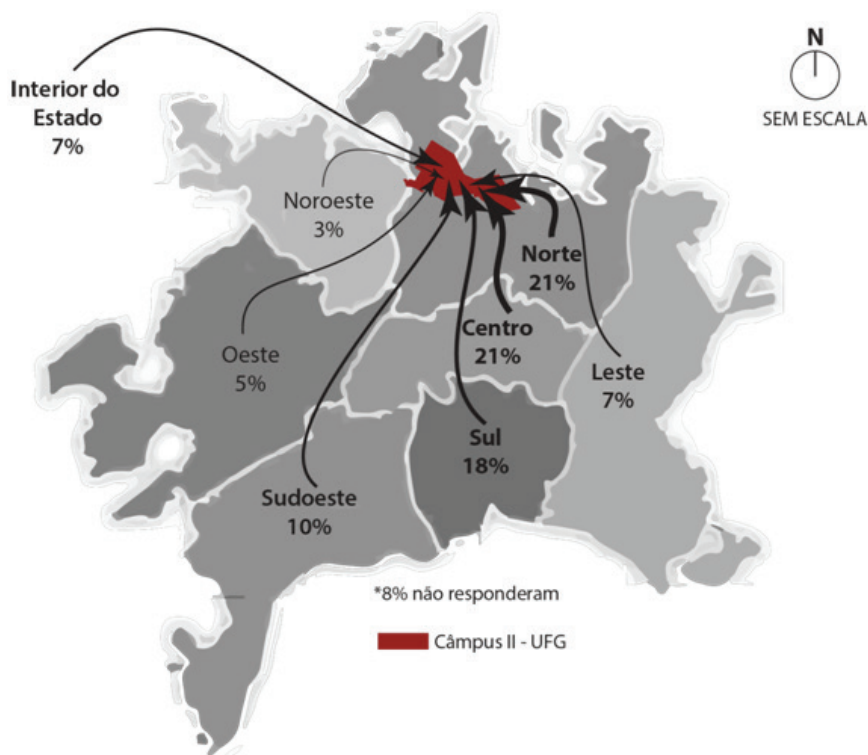 N
SEM ESCALA
Interior do
Estado
7%
Noroeste
3%
Norte
21%
Centro
21%
Oeste
5%
Leste
7%
Sul
18%
Sudoeste
10%
*8% não responderam
Câmpus II - UFG